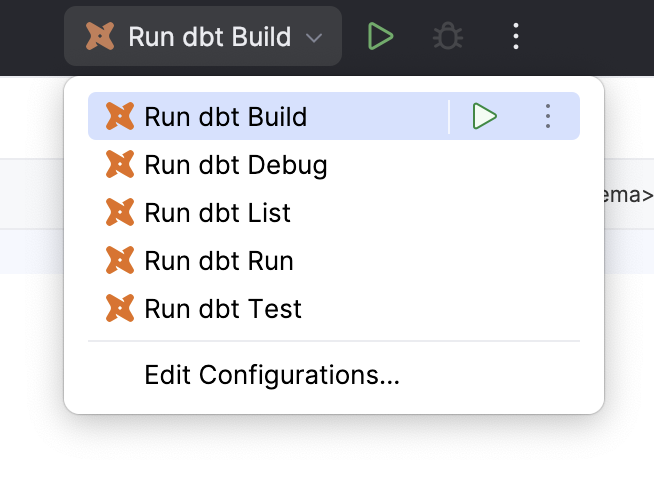 Run dbt Build
Run dbt Build
Run dbt Debug
ema>
Run dbt List
Run dbt Run
Run dbt Test
Edit Configurations...